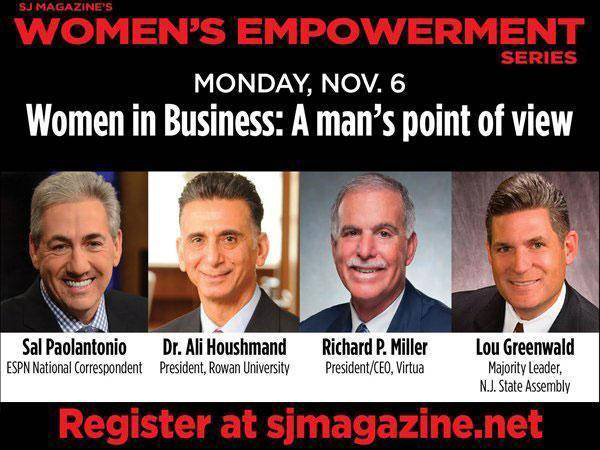 SJ MAGAZINE'S
WOMEN'S EMPOWERMENT
SERIES
MONDAY, NOV. 6
Women in Business: A man's point of view
Sal Paolantonio
ESPN National Correspondent
Dr. Ali Houshmand
President, Rowan University
Richard P. Miller
President/CEO, Virtua
Lou Greenwald
Majority Leader,
N.J. State Assembly
Register at sjmagazine.net